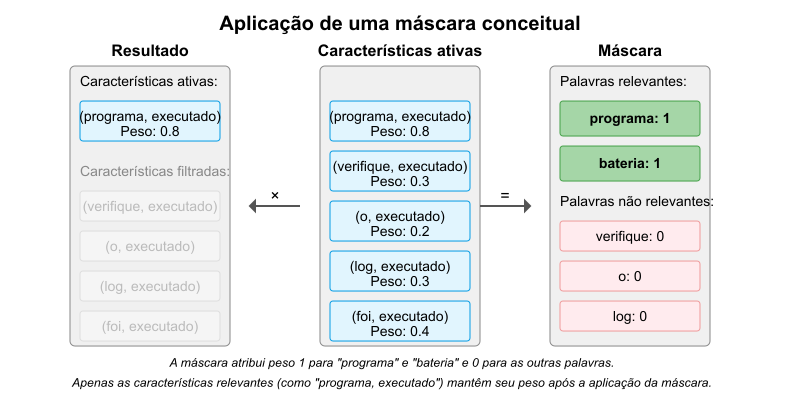 Aplicação de uma máscara conceitual
Resultado
Características ativas:
(programa, executado)
Peso: 0.8
Características filtradas:
(verifique, executado)
(o, executado)
(log, executado)
(foi, executado)
×
Características ativas
(programa, executado)
Peso: 0.8
(verifique, executado)
Peso: 0.3
(o, executado)
Peso: 0.2
(log, executado)
Peso: 0.3
(foi, executado)
Peso: 0.4
=
Máscara
Palavras relevantes:
programa: 1
bateria: 1
Palavras não relevantes:
verifique: 0
o: 0
log: 0
A máscara atribui peso 1 para "programa" e "bateria" e 0 para as outras palavras.
Apenas as características relevantes (como "programa, executado") mantêm seu peso após a aplicação da máscara.